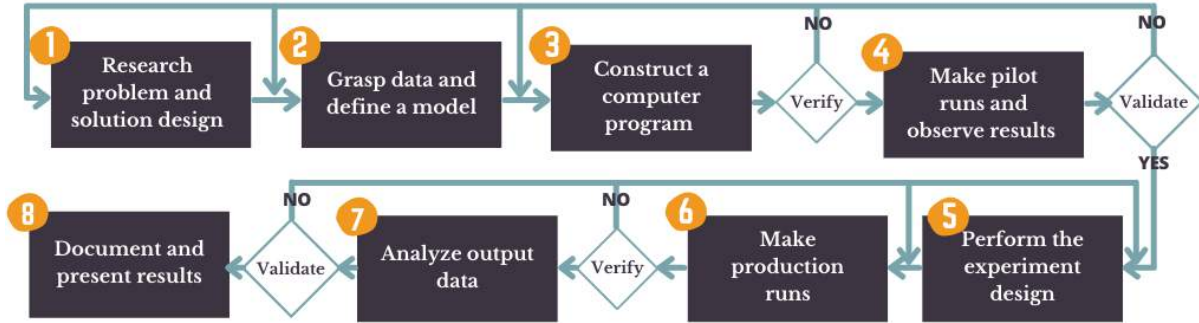 NO
NO
1
Research
problem and
solution design
2
Grasp data and
define a model
3
Construct a
computer
program
Verify
4
Make pilot
runs and
observe results
Validate
YES
NO
NO
8
Document and
present results
Validate
7
Analyze output
data
Verify
6
Make
production
runs
5
Perform the
experiment
design